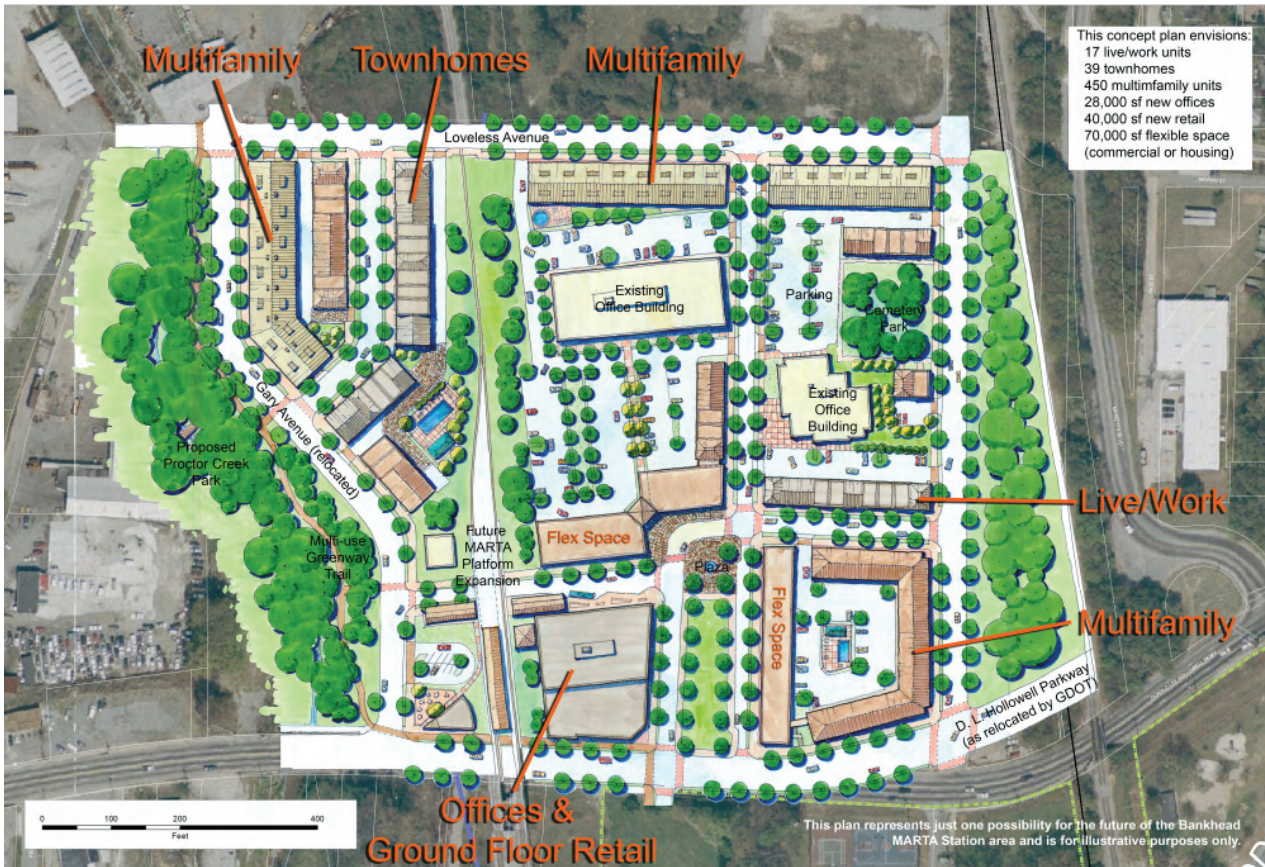 Multifamily
Townhomes
Multifamily
This concept plan envisions:
17 live/work units
39 townhomes
450 multimfamily units
28,000 sf new offices
40,000 sf new retail
70,000 sf flexible space
(commercial or housing)
Loveless Avenue
Existing
Office Building
Parking
Cemetery
Park
Existing
Office
Building
Gary Avenue (relocated)
Proposed
Proctor Creek
Park
Multi-use
Greenway
Trail
Future
MARTA
Platform
Expansion
Flex Space
Plaza
Flex Space
Live/Work
Multifamily
D. L. Hollowell Parkway
(as relocated by GDOT)
Offices &
Ground Floor Retail
0 100 200 400
Feet
This plan represents just one possibility for the future of the Bankhead
MARTA Station area and is for illustrative purposes only.